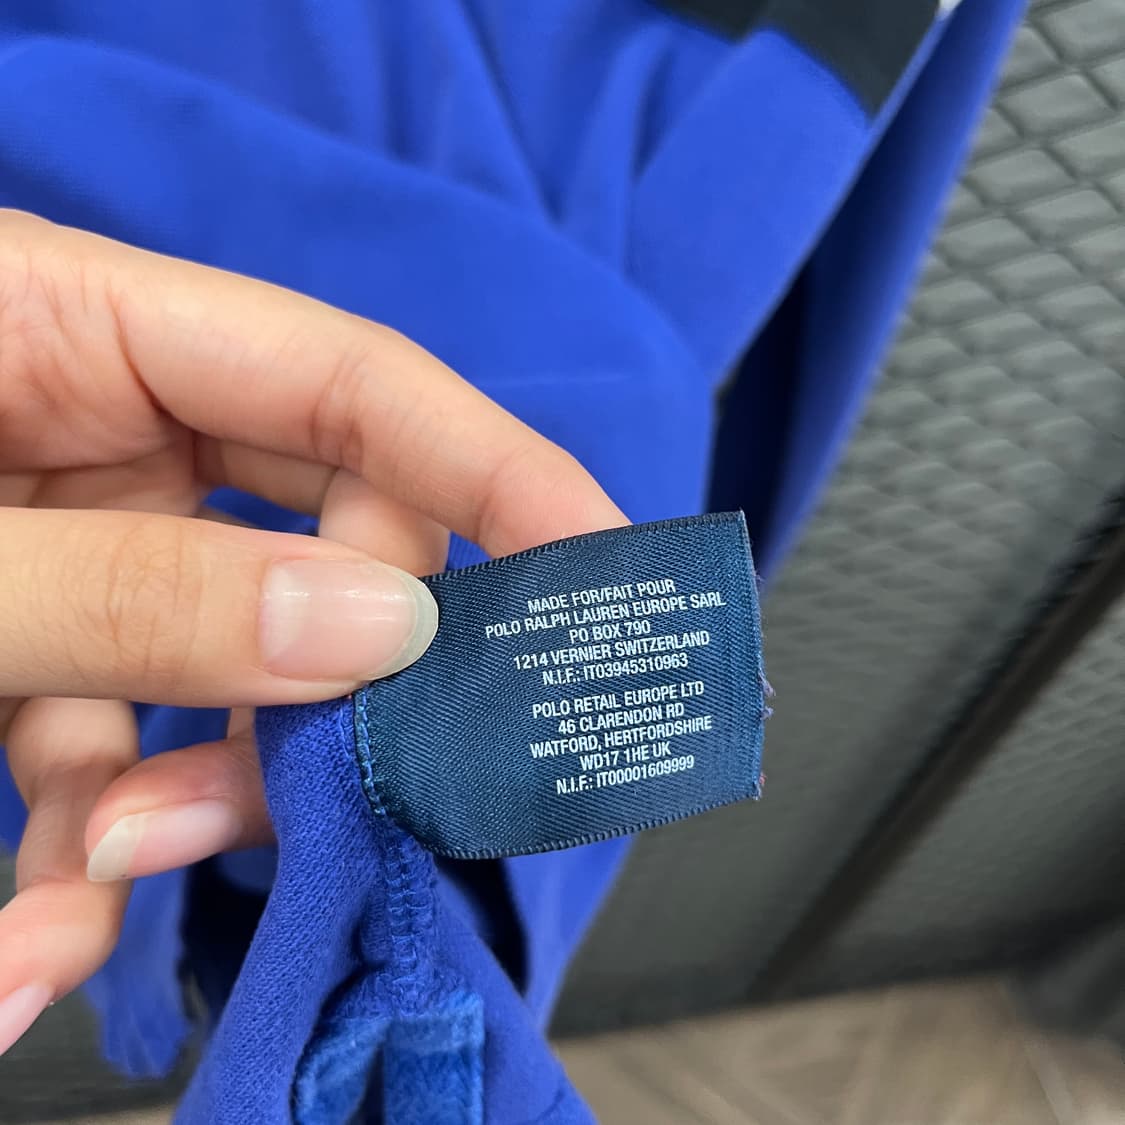 MADE FOR/FAIT POUR
POLO RALPH LAUREN EUROPE SARL
PO BOX 790
1214 VERNIER SWITZERLAND
N.I.F.: IT03945310963
POLO RETAIL EUROPE LTD
46 CLARENDON RD
WATFORD, HERTFORDSHIRE
WD17 1HE UK
N.I.F.: IT00001609999